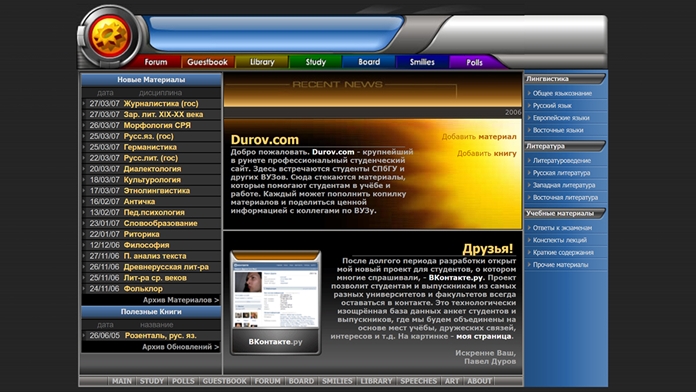 Forum Guestbook Library Study Board Smilies Polls
Новые Материалы
дата дисциплина
27/03/07 Журналистика (гос)
27/03/07 Зар. лит. XIX-XX века
26/03/07 Морфология СРЯ
25/03/07 Русс.яз. (гос)
25/03/07 Германистика
22/03/07 Русс.лит. (гос)
20/03/07 Диалектология
18/03/07 Культурология
17/03/07 Этнолингвистика
16/02/07 Античка
13/02/07 Пед.психология
23/01/07 Словообразование
22/01/07 Риторика
12/12/06 Философия
27/11/06 П. анализ текста
26/11/06 Древнерусская лит-ра
25/11/06 Лит-ра ср. веков
24/11/06 Фольклор
Архив Материалов >
Полезные Книги
дата название
26/06/05 Розенталь, рус. яз.
Архив Обновлений >
RECENT NEWS
2006
Durov.com
Добавить материал
Добавить книгу
Добро пожаловать. Durov.com - крупнейший
в рунете профессиональный студенческий
сайт. Здесь встречаются студенты СПбГУ и
других ВУЗов. Сюда стекаются материалы,
которые помогают студентам в учёбе и
работе. Каждый может пополнить копилку
материалов и поделиться ценной
информацией с коллегами по ВУЗу.
ВКонтакте.ру
Друзья!
После долгого периода разработки открыт
мой новый проект для студентов, о котором
многие спрашивали, - ВКонтакте.ру. Проект
позволит студентам и выпускникам из самых
разных университетов и факультетов всегда
оставаться в контакте. Это технологически
изощрённая база данных анкет студентов и
выпускников, где мы будем объединены на
основе мест учёбы, дружеских связей,
интересов и т.д. На картинке - моя страница.
Искренне Ваш,
Павел Дуров
Лингвистика
Общее языкознание
Русский язык
Европейские языки
Восточные языки
Литература
Литературоведение
Русская литература
Западная литература
Восточная литература
Учебные материалы
Ответы к экзаменам
Конспекты лекций
Краткие содержания
Прочие материалы
MAIN STUDY POLLS GUESTBOOK FORUM BOARD SMILIES LIBRARY SPEECHES ART ABOUT